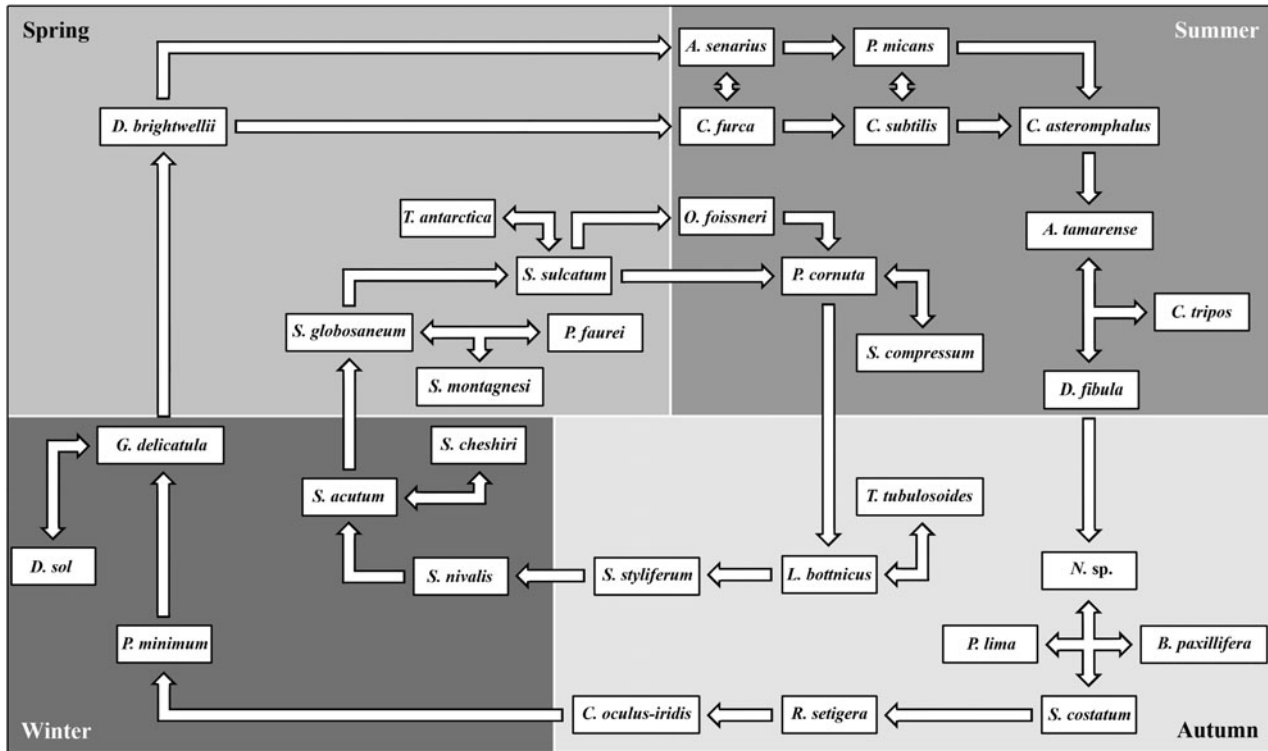 Spring
Summer
A. senarius
P. micans
D. brightwellii
C. furca
C. subtilis
C. asteromphalus
T. antarctica
O. foissneri
A. tamarense
S. sulcatum
P. cornuta
C. tripos
S. globosaneum
P. faurei
S. compressum
S. montagnesi
D. fibula
G. delicatula
S. cheshiri
S. acutum
T. tubulosoides
D. sol
S. nivalis
S. styliferum
L. bottnicus
N. sp.
P. minimum
P. lima
B. paxillifera
C. oculus-iridis
R. setigera
S. costatum
Winter
Autumn